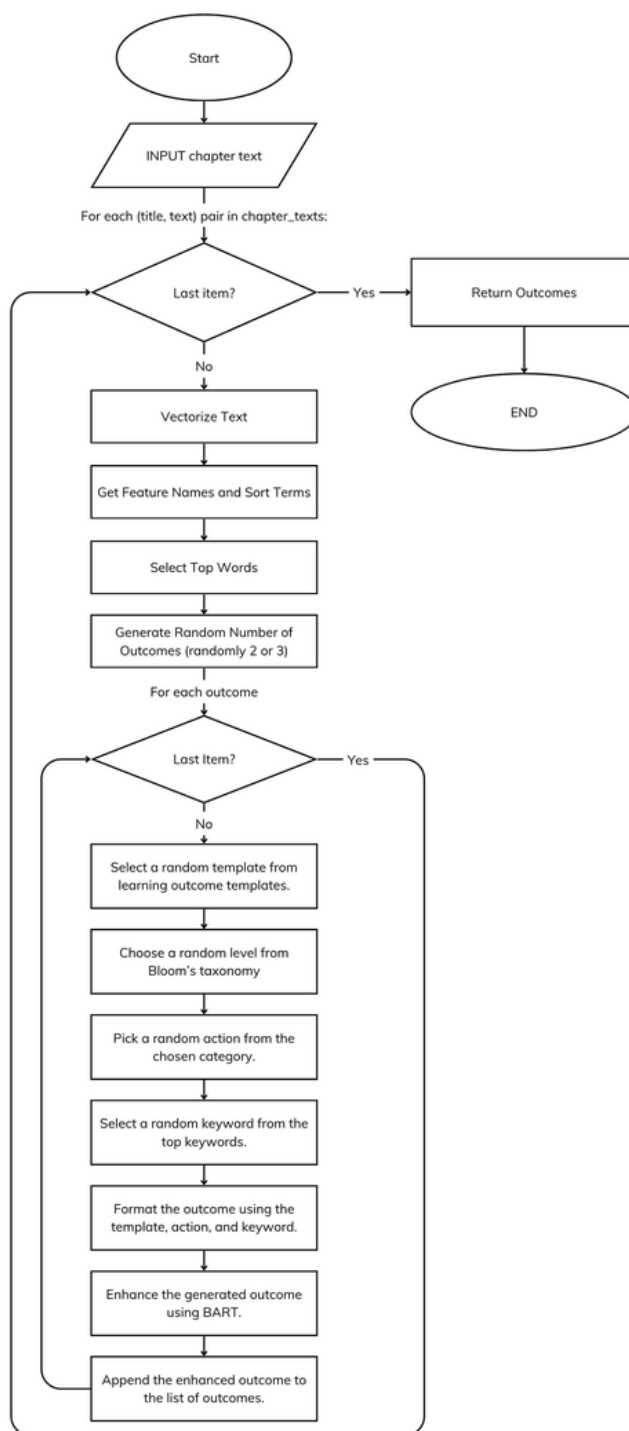 Start
INPUT chapter text
For each (title, text) pair in chapter_texts:
Last item?
Yes
Return Outcomes
END
No
Vectorize Text
Get Feature Names and Sort Terms
Select Top Words
Generate Random Number of
Outcomes (randomly 2 or 3)
For each outcome
Last Item?
Yes
No
Select a random template from
learning outcome templates.
Choose a random level from
Bloom's taxonomy
Pick a random action from the
chosen category.
Select a random keyword from the
top keywords.
Format the outcome using the
template, action, and keyword.
Enhance the generated outcome
using BART.
Append the enhanced outcome to
the list of outcomes.